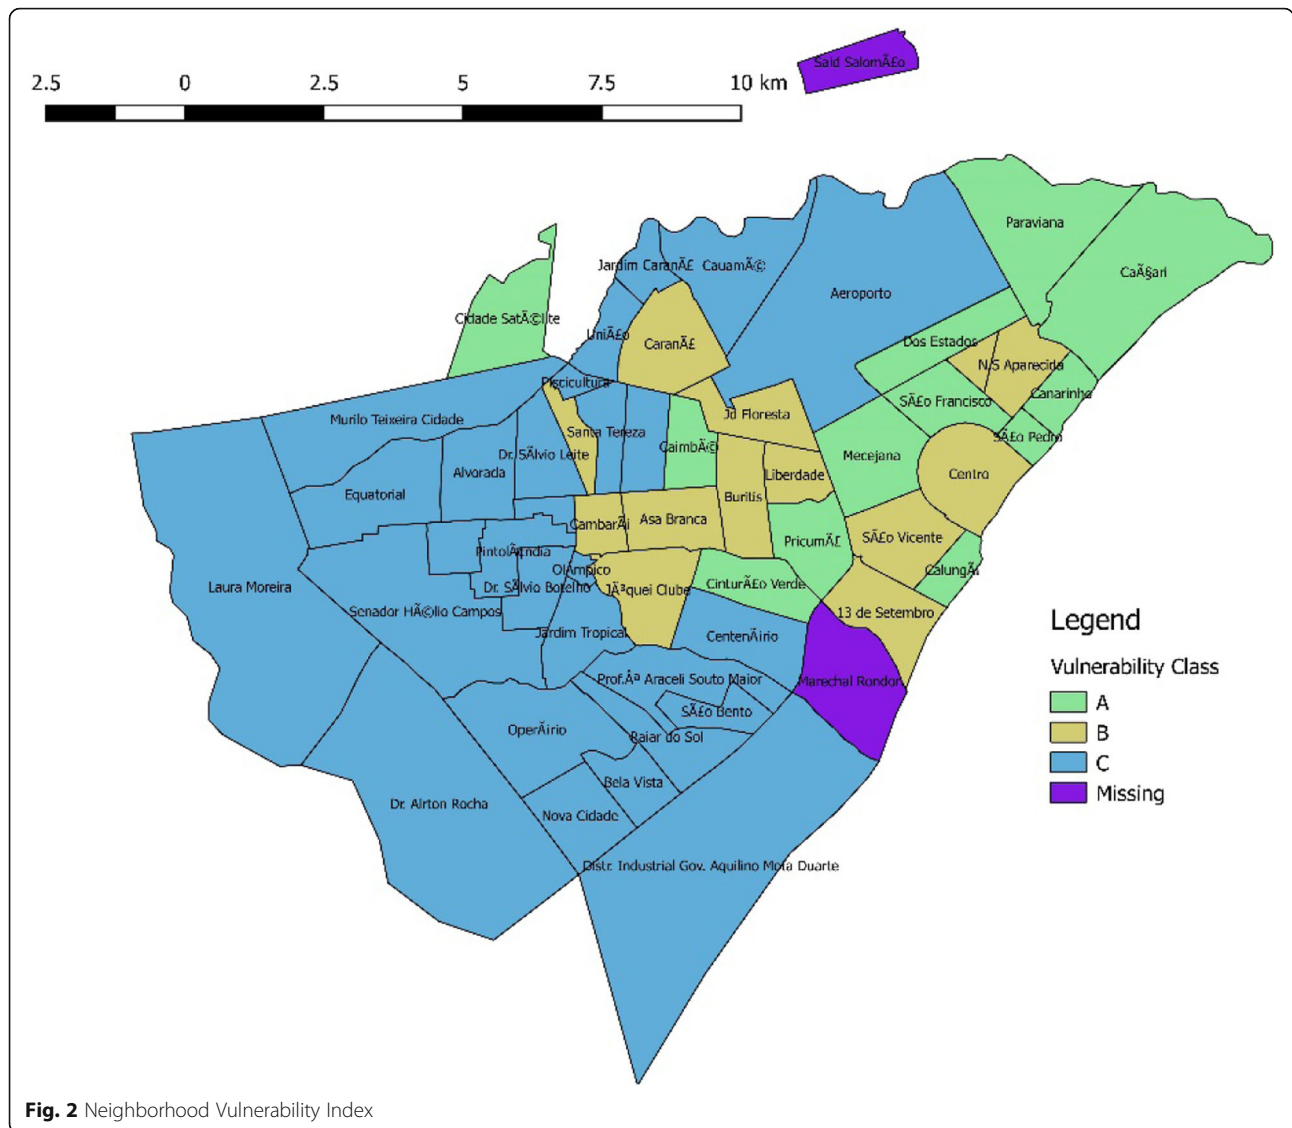 Said SalomÃ£o
2.5 0 2.5 5 7.5 10 km
Paraviana
CaÃ§ari
Jardim CaranÃ£
CauamÃ©
Aeroporto
Cidade SatÃ©lite
UniÃ£o
CaranÃ£
Dos Estados
N.S Aparecida
Piscicultura
Canarinho
SÃ£o Francisco
Murilo Teixeira Cidade
Jd Floresta
Santa Tereza
SÃ£o Pedro
CaimbÃ©
Dr. SÃ­lvio Leite
Mecejana
Alvorada
Liberdade
Centro
Equatorial
Buritis
Asa Branca
CambarÃ¡
SÃ£o Vicente
PricumÃ£
PintolÃ¢ndia
OlÃ­mpico
CalungÃ¡
Laura Moreira
Dr. SÃ­lvio Botelho
JÃ³quei Clube
CinturÃ£o Verde
Senador HÃ©lio Campos
13 de Setembro
Jardim Tropical
CentenÃ¡rio
Prof.Âª Araceli Souto Maior
Marechal Rondon
SÃ£o Bento
OperÃ¡rio
Raiar do Sol
Bela Vista
Dr. Airton Rocha
Nova Cidade
Distr. Industrial Gov. Aquilino Mota Duarte
Legend
Vulnerability Class
A
B
C
Missing
Fig. 2 Neighborhood Vulnerability Index